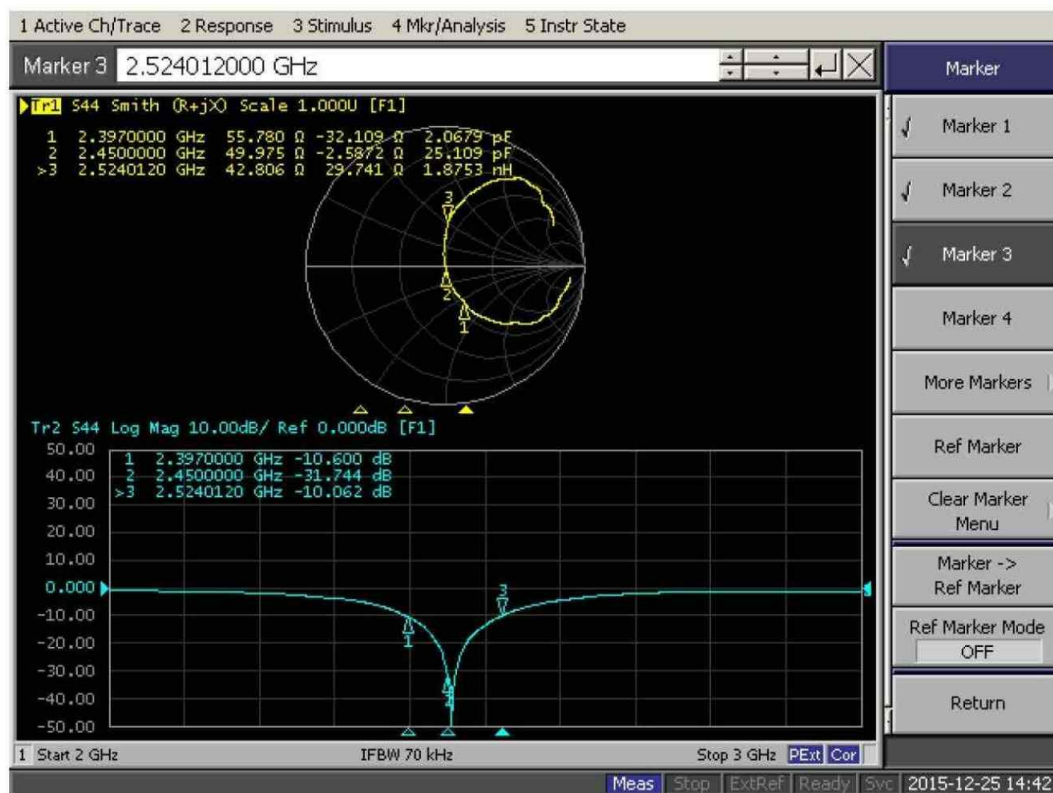 1 Active Ch/Trace 2 Response 3 Stimulus 4 Mkr/Analysis 5 Instr State
Marker 3 2.524012000 GHz
Tr1 S44 Smith (R+jX) Scale 1.000U [F1]
1 2.3970000 GHz 55.780 Ω -32.109 Ω 2.0679 pF
2 2.4500000 GHz 49.975 Ω -2.5872 Ω 25.109 pF
>3 2.5240120 GHz 42.806 Ω 29.741 Ω 1.8753 nH
3
2
1
Tr2 S44 Log Mag 10.00dB/ Ref 0.000dB [F1]
50.00
40.00
30.00
20.00
10.00
0.000
-10.00
-20.00
-30.00
-40.00
-50.00
1 2.3970000 GHz -10.600 dB
2 2.4500000 GHz -31.744 dB
>3 2.5240120 GHz -10.062 dB
3
1
1 Start 2 GHz IFBW 70 kHz Stop 3 GHz PExt Cor
Marker
Marker 1
Marker 2
Marker 3
Marker 4
More Markers
Ref Marker
Clear Marker
Menu
Marker ->
Ref Marker
Ref Marker Mode
OFF
Return
Meas Stop ExtRef Ready Svc 2015-12-25 14:42